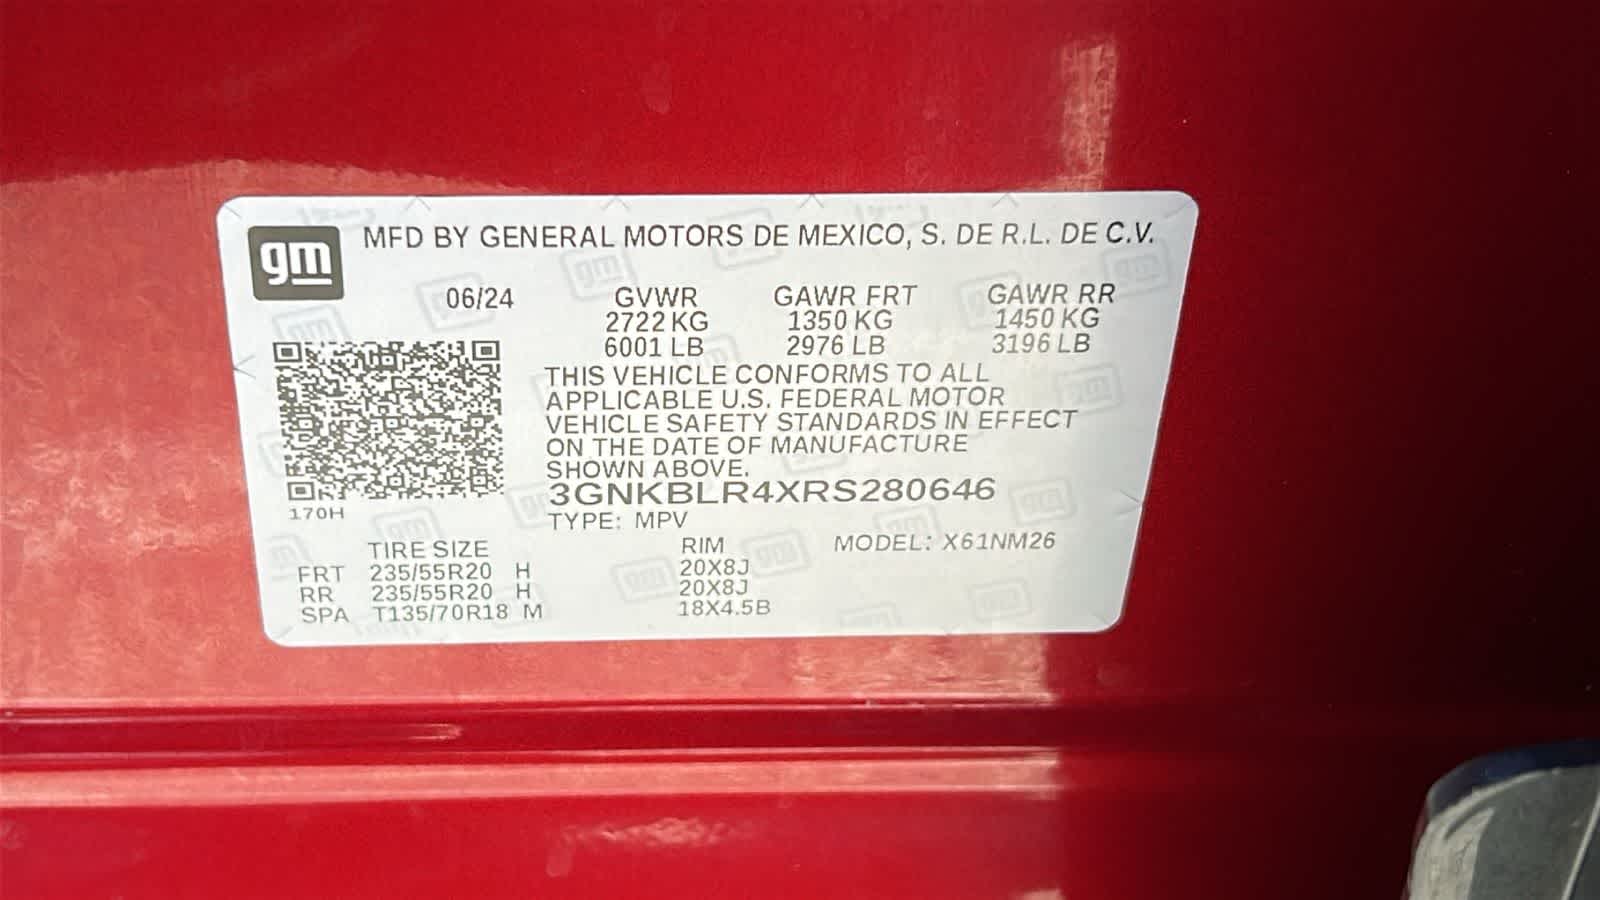 gm
MFD BY GENERAL MOTORS DE MEXICO, S. DE R.L. DE C.V.
06/24 GVWR GAWR FRT GAWR RR
2722 KG 1350 KG 1450 KG
6001 LB 2976 LB 3196 LB
THIS VEHICLE CONFORMS TO ALL
APPLICABLE U.S. FEDERAL MOTOR
VEHICLE SAFETY STANDARDS IN EFFECT
ON THE DATE OF MANUFACTURE
SHOWN ABOVE.
3GNKBLR4XRS280646
170H
TYPE: MPV
TIRE SIZE RIM MODEL: X61NM26
FRT 235/55R20 H 20X8J
RR 235/55R20 H 20X8J
SPA T135/70R18 M 18X4.5B